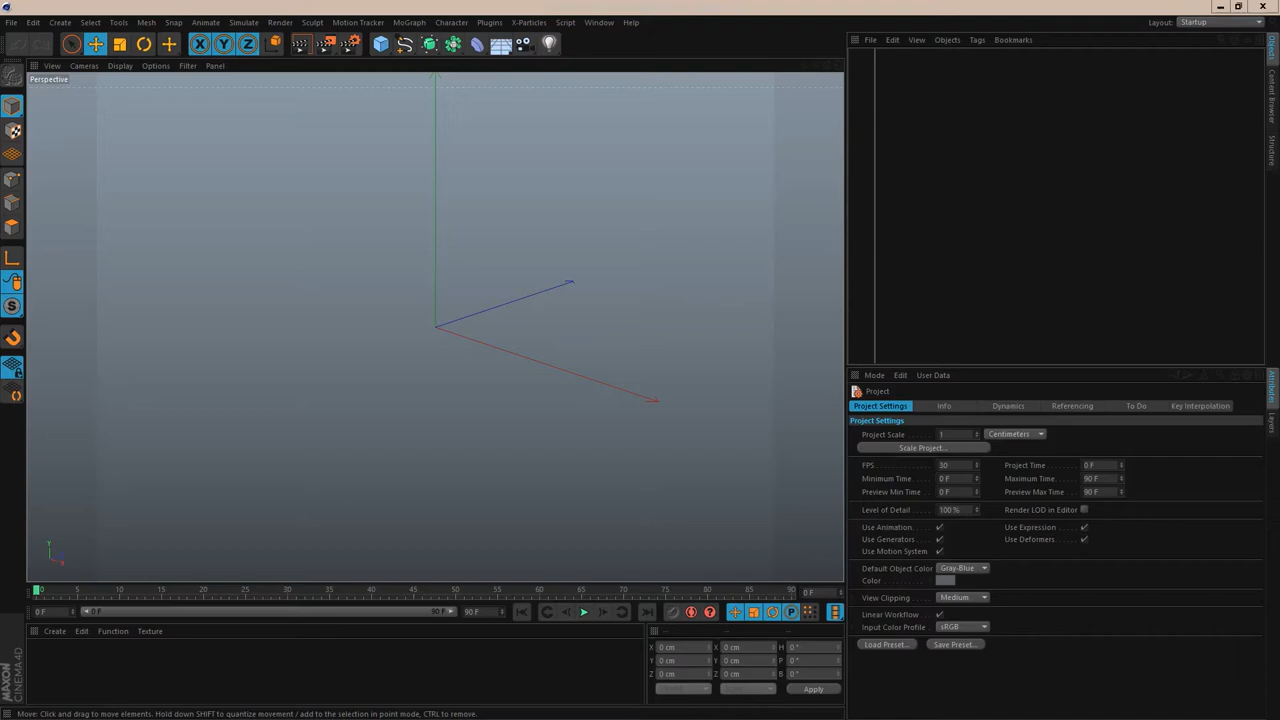 File Edit Create Select Tools Mesh Snap Animate Simulate Render Sculpt Motion Tracker MoGraph Character Plugins X-Particles Script Window Help
Layout: Startup
X Y Z
View Cameras Display Options Filter Panel
Perspective
Y
X
S
P
0 5 10 15 20 25 30 35 40 45 50 55 60 65 70 75 80 85 90 0 F
0 F 0 F 90 F 90 F
Create Edit Function Texture
-- -- --
X 0 cm X 0 cm H 0 °
Y 0 cm Y 0 cm P 0 °
Z 0 cm Z 0 cm B 0 °
Apply
MAXON CINEMA 4D
Move: Click and drag to move elements. Hold down SHIFT to quantize movement / add to the selection in point mode, CTRL to remove.
File Edit View Objects Tags Bookmarks
Objects
Content Browser
Structure
Mode Edit User Data
Attributes
Layers
Project
Project Settings Info Dynamics Referencing To Do Key Interpolation
Project Settings
Project Scale 1 Centimeters
Scale Project...
FPS 30 Project Time 0 F
Minimum Time 0 F Maximum Time 90 F
Preview Min Time 0 F Preview Max Time 90 F
Level of Detail 100 % Render LOD in Editor
Use Animation Use Expression
Use Generators Use Deformers
Use Motion System
Default Object Color Gray-Blue
Color
View Clipping Medium
Linear Workflow
Input Color Profile sRGB
Load Preset... Save Preset...